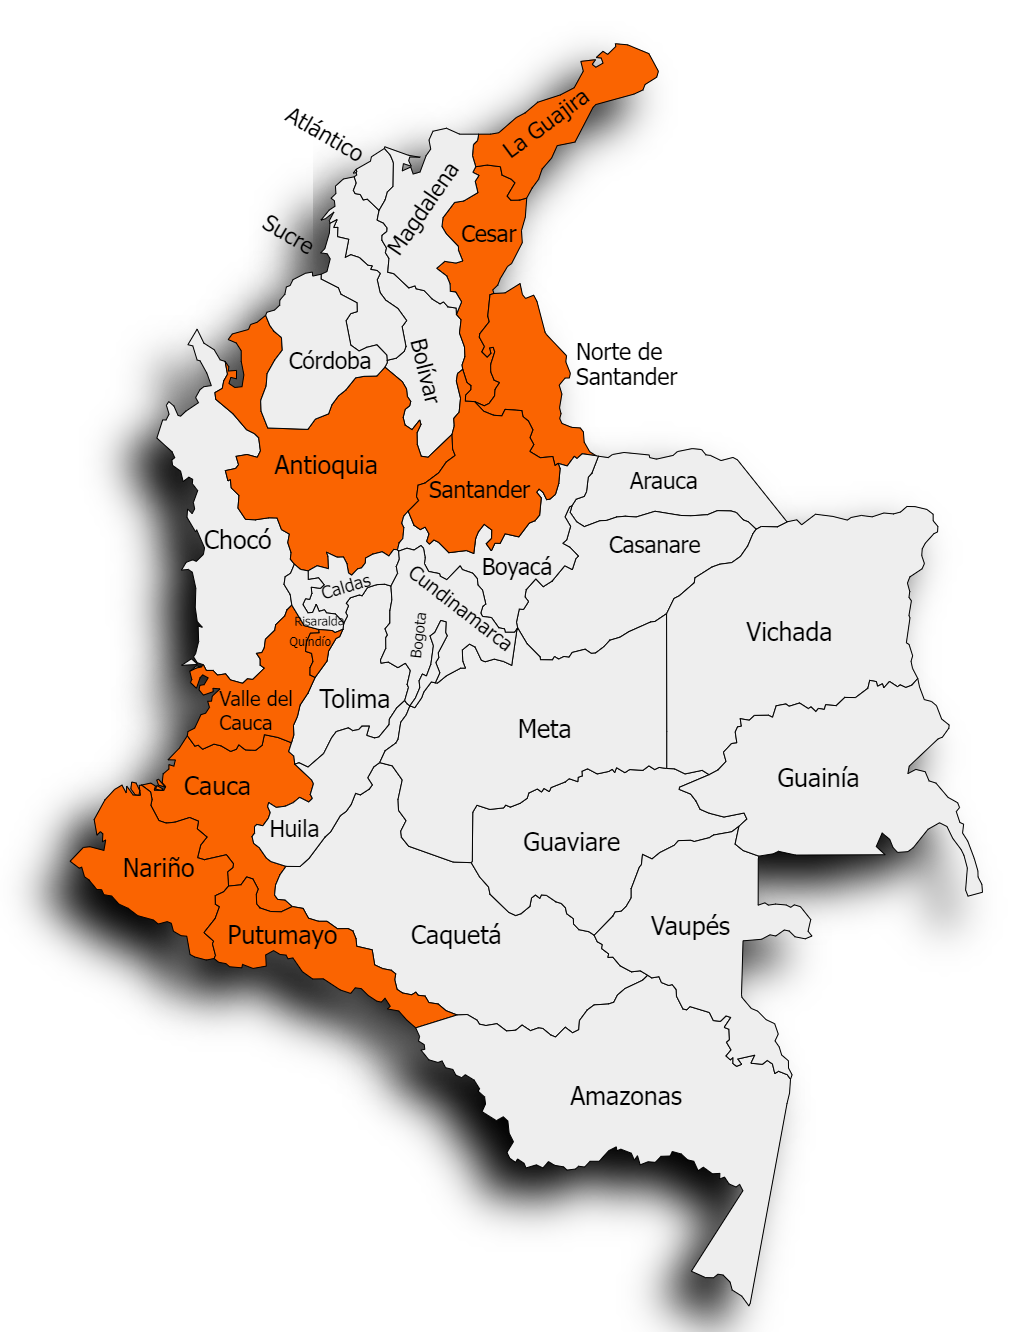 La Guajira
Atlántico
Magdalena
Sucre
Cesar
Norte de
Santander
Córdoba
Bolívar
Antioquia
Santander
Arauca
Chocó
Casanare
Boyacá
Caldas
Cundinamarca
Risaralda
Quindío
Bogota
Vichada
Valle del
Cauca
Tolima
Meta
Guainía
Cauca
Huila
Guaviare
Nariño
Putumayo
Caquetá
Vaupés
Amazonas